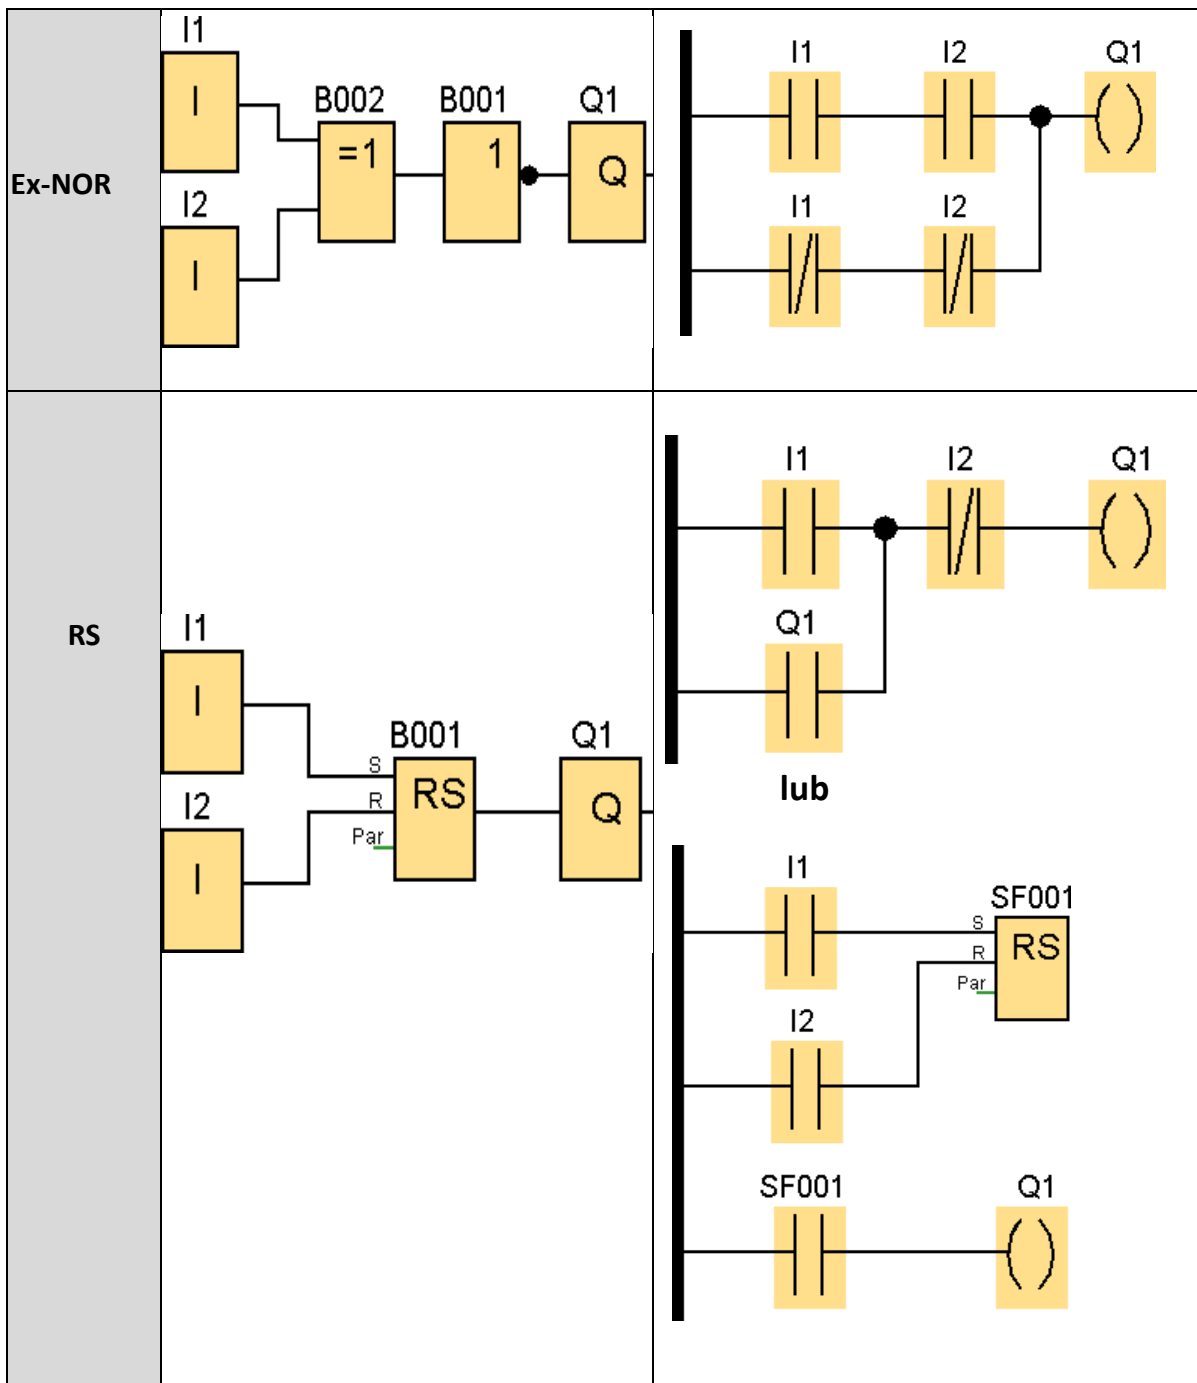 Ex-NOR
I1
I
I2
I
B002
=1
B001
1
Q1
Q
I1 I2 Q1
I1 I2
RS
I1
I
I2
I
B001
S
R
Par
RS
Q1
Q
I1 I2 Q1
Q1
lub
I1
SF001
S
R
Par
RS
I2
SF001 Q1